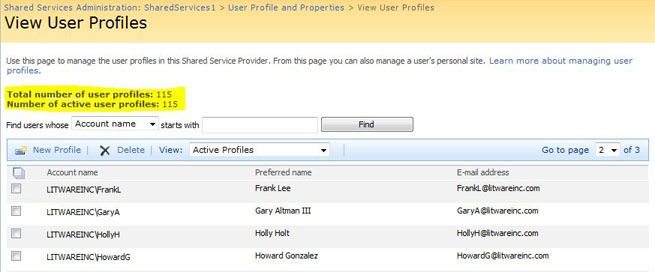 Shared Services Administration: SharedServices1 > User Profile and Properties > View User Profiles
View User Profiles
Use this page to manage the user profiles in this Shared Service Provider. From this page you can also manage a user's personal site. Learn more about managing user
profiles.
Total number of user profiles: 115
Number of active user profiles: 115
Find users whose Account name starts with Find
New Profile Delete View: Active Profiles Go to page 2 of 3
Account name Preferred name E-mail address
LITWAREINC\FrankL Frank Lee FrankL@litwareinc.com
LITWAREINC\GaryA Gary Altman III GaryA@litwareinc.com
LITWAREINC\HollyH Holly Holt HollyH@litwareinc.com
LITWAREINC\HowardG Howard Gonzalez HowardG@litwareinc.com